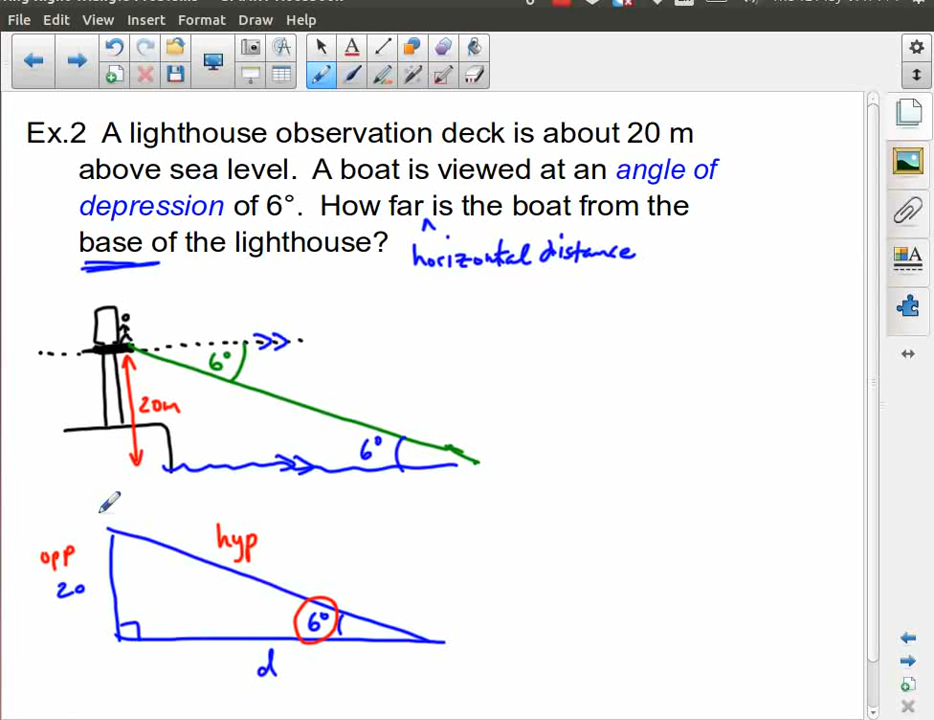 File Edit View Insert Format Draw Help
Ex.2 A lighthouse observation deck is about 20 m
above sea level. A boat is viewed at an angle of
depression of 6°. How far is the boat from the
base of the lighthouse?
^
horizontal distance
6°
20m
6°
hyp
opp
20
6°
d